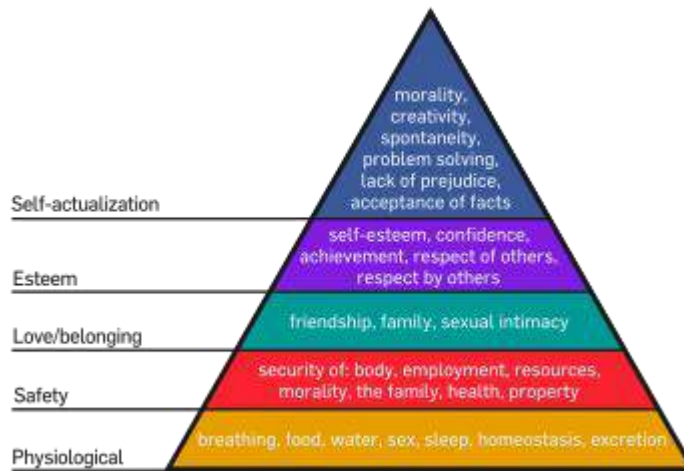 morality,
creativity,
spontaneity,
problem solving,
lack of prejudice,
acceptance of facts
Self-actualization
self-esteem, confidence,
achievement, respect of others,
respect by others
Esteem
friendship, family, sexual intimacy
Love/belonging
security of: body, employment, resources,
morality, the family, health, property
Safety
breathing, food, water, sex, sleep, homeostasis, excretion
Physiological